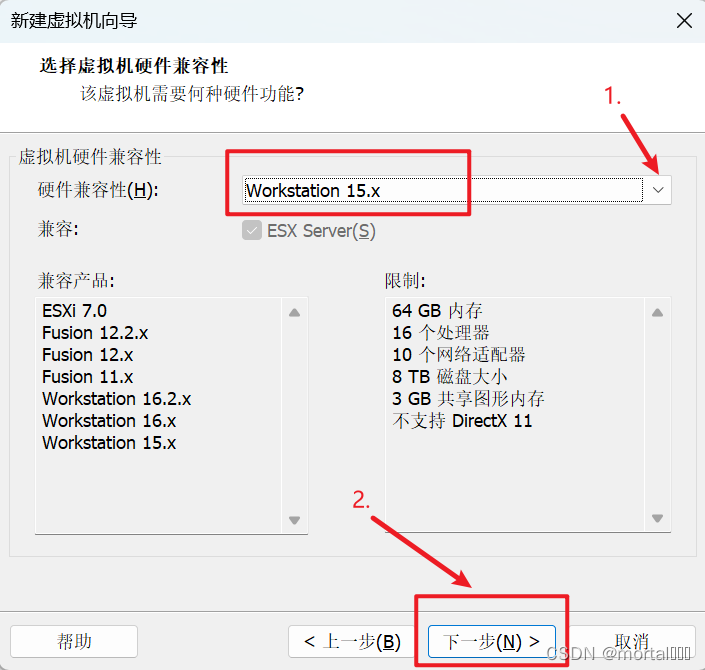 新建虚拟机向导
选择虚拟机硬件兼容性
该虚拟机需要何种硬件功能?
1.
虚拟机硬件兼容性
硬件兼容性(H):
Workstation 15.x
兼容:
ESX Server(S)
兼容产品:
ESXi 7.0
Fusion 12.2.x
Fusion 12.x
Fusion 11.x
Workstation 16.2.x
Workstation 16.x
Workstation 15.x
限制:
64 GB 内存
16 个处理器
10 个网络适配器
8 TB 磁盘大小
3 GB 共享图形内存
不支持 DirectX 11
2.
帮助
< 上一步(B)
下一步(N) >
取消
CSDN @mortal